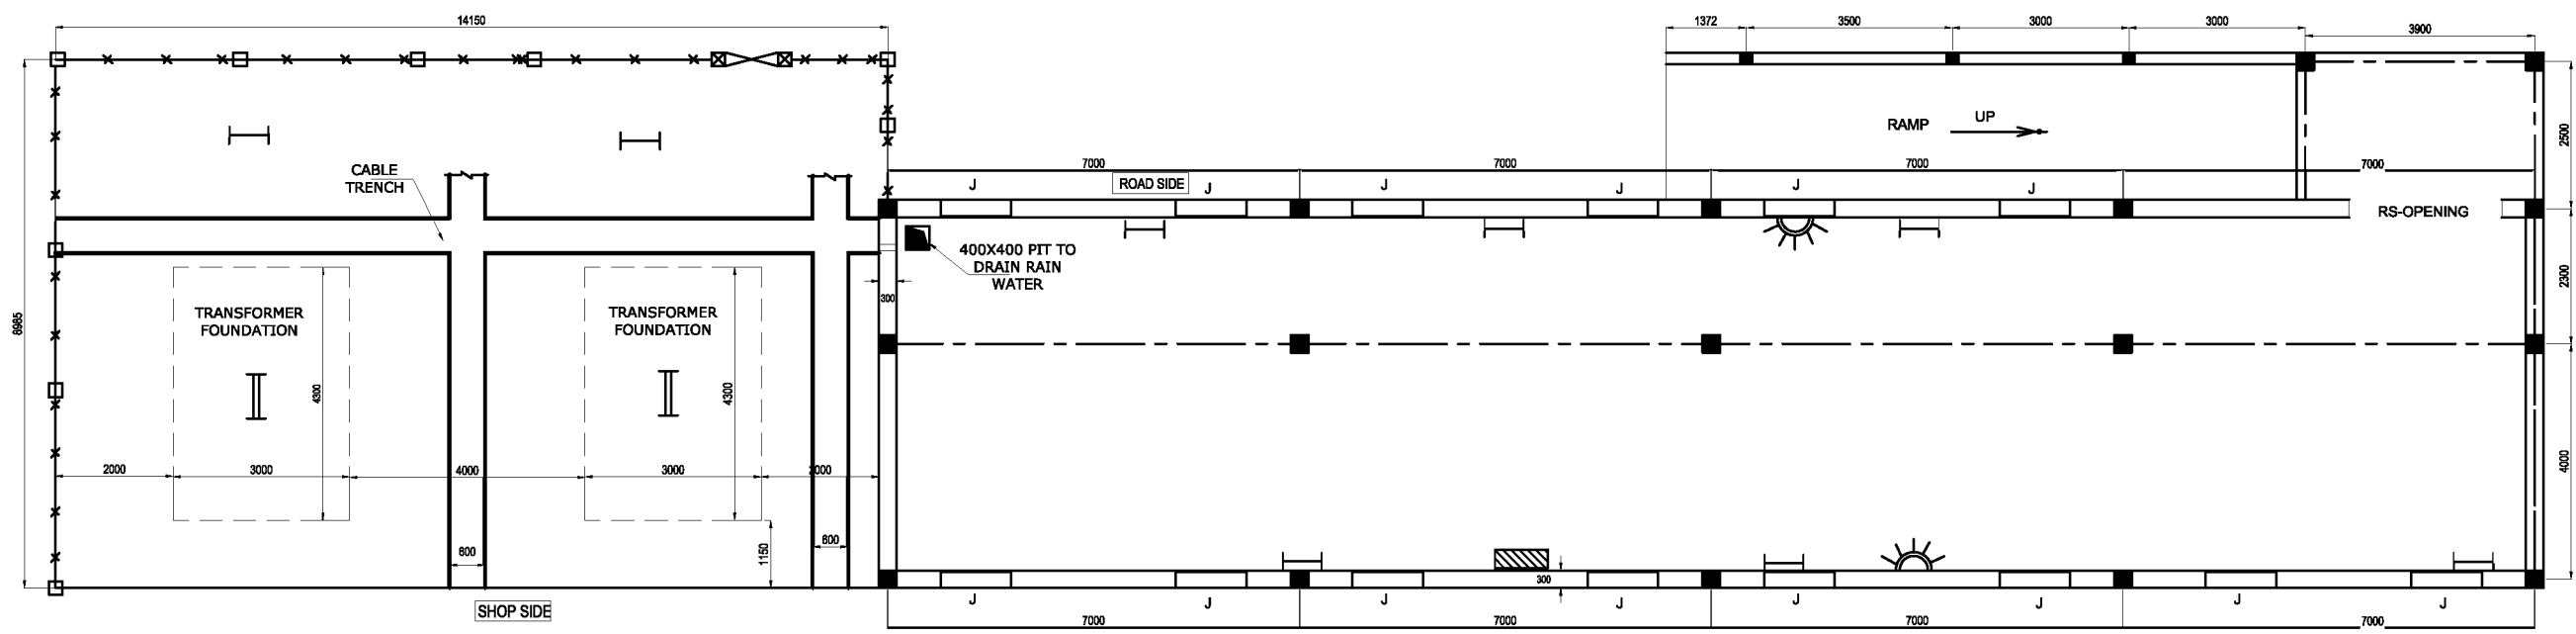 14150
1372
3500
3000
3000
3900
RAMP
UP
2500
7000
7000
7000
7000
CABLE
TRENCH
J
J
ROAD SIDE
J
J
J
J
RS-OPENING
400X400 PIT TO
DRAIN RAIN
WATER
300
2300
8985
TRANSFORMER
FOUNDATION
TRANSFORMER
FOUNDATION
4300
4300
4000
2000
3000
4000
3000
2000
600
600
1150
300
SHOP SIDE
J
J
J
J
J
J
J
J
7000
7000
7000
7000